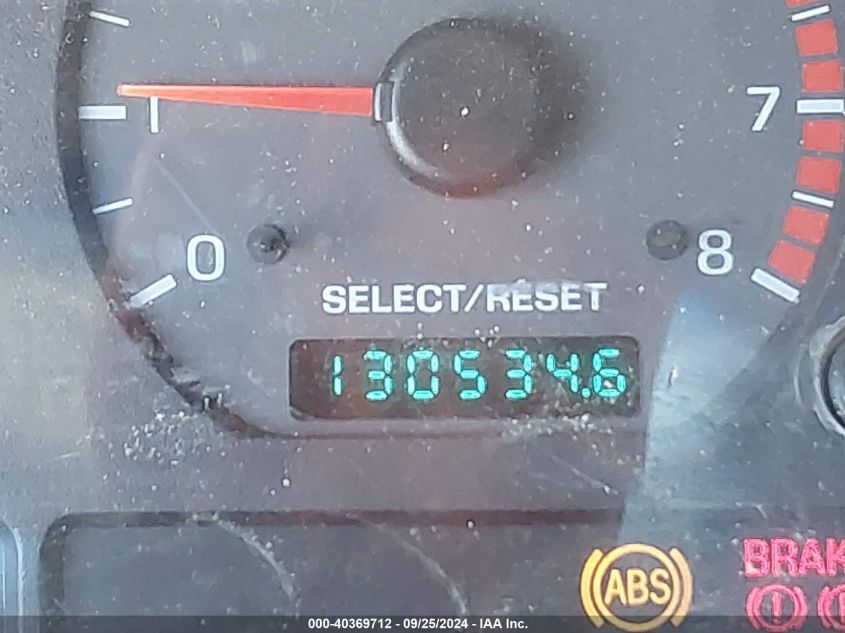 1
7
0
8
SELECT/RESET
130534.6
ABS
BRAK
000-40369712 - 09/25/2024 - IAA Inc.